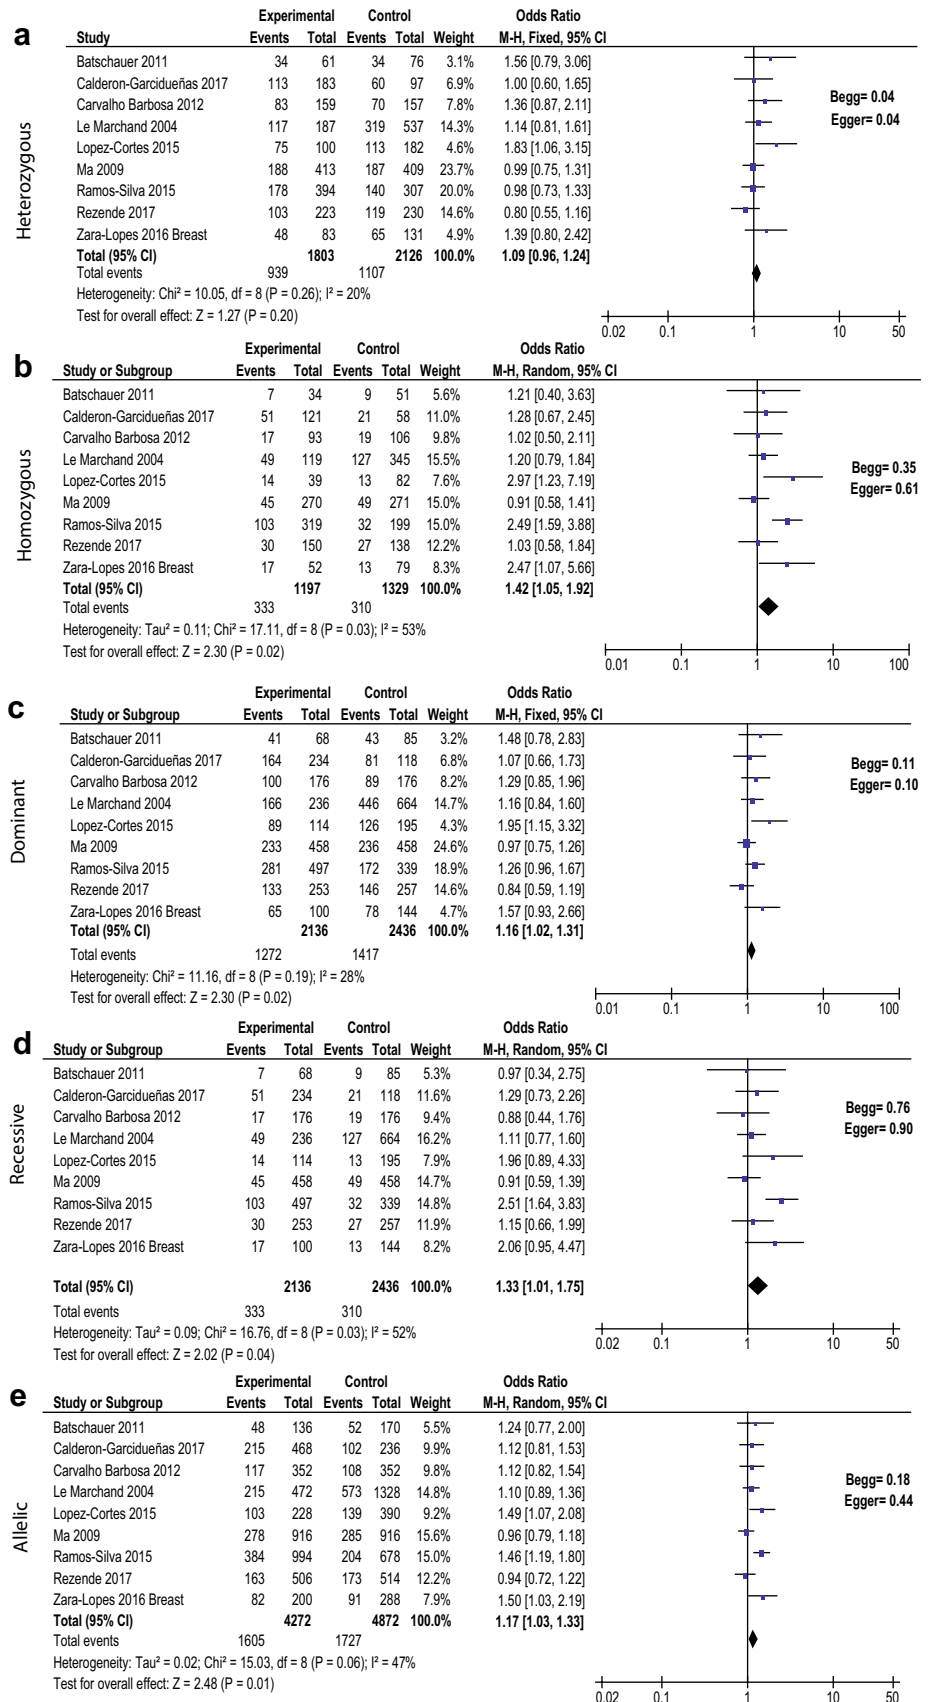 a
Heterozygous
Experimental Control Odds Ratio
Study Events Total Events Total Weight M-H, Fixed, 95% CI
Batschauer 2011 34 61 34 76 3.1% 1.56 [0.79, 3.06]
Calderon-Garcidueñas 2017 113 183 60 97 6.9% 1.00 [0.60, 1.65]
Carvalho Barbosa 2012 83 159 70 157 7.8% 1.36 [0.87, 2.11]
Le Marchand 2004 117 187 319 537 14.3% 1.14 [0.81, 1.61]
Lopez-Cortes 2015 75 100 113 182 4.6% 1.83 [1.06, 3.15]
Ma 2009 188 413 187 409 23.7% 0.99 [0.75, 1.31]
Ramos-Silva 2015 178 394 140 307 20.0% 0.98 [0.73, 1.33]
Rezende 2017 103 223 119 230 14.6% 0.80 [0.55, 1.16]
Zara-Lopes 2016 Breast 48 83 65 131 4.9% 1.39 [0.80, 2.42]
Total (95% CI) 1803 2126 100.0% 1.09 [0.96, 1.24]
Total events 939 1107
Heterogeneity: Chi² = 10.05, df = 8 (P = 0.26); I² = 20%
Test for overall effect: Z = 1.27 (P = 0.20)
Begg= 0.04
Egger= 0.04
0.02 0.1 1 10 50
b
Homozygous
Experimental Control Odds Ratio
Study or Subgroup Events Total Events Total Weight M-H, Random, 95% CI
Batschauer 2011 7 34 9 51 5.6% 1.21 [0.40, 3.63]
Calderon-Garcidueñas 2017 51 121 21 58 11.0% 1.28 [0.67, 2.45]
Carvalho Barbosa 2012 17 93 19 106 9.8% 1.02 [0.50, 2.11]
Le Marchand 2004 49 119 127 345 15.5% 1.20 [0.79, 1.84]
Lopez-Cortes 2015 14 39 13 82 7.6% 2.97 [1.23, 7.19]
Ma 2009 45 270 49 271 15.0% 0.91 [0.58, 1.41]
Ramos-Silva 2015 103 319 32 199 15.0% 2.49 [1.59, 3.88]
Rezende 2017 30 150 27 138 12.2% 1.03 [0.58, 1.84]
Zara-Lopes 2016 Breast 17 52 13 79 8.3% 2.47 [1.07, 5.66]
Total (95% CI) 1197 1329 100.0% 1.42 [1.05, 1.92]
Total events 333 310
Heterogeneity: Tau² = 0.11; Chi² = 17.11, df = 8 (P = 0.03); I² = 53%
Test for overall effect: Z = 2.30 (P = 0.02)
Begg= 0.35
Egger= 0.61
0.01 0.1 1 10 100
c
Dominant
Experimental Control Odds Ratio
Study or Subgroup Events Total Events Total Weight M-H, Fixed, 95% CI
Batschauer 2011 41 68 43 85 3.2% 1.48 [0.78, 2.83]
Calderon-Garcidueñas 2017 164 234 81 118 6.8% 1.07 [0.66, 1.73]
Carvalho Barbosa 2012 100 176 89 176 8.2% 1.29 [0.85, 1.96]
Le Marchand 2004 166 236 446 664 14.7% 1.16 [0.84, 1.60]
Lopez-Cortes 2015 89 114 126 195 4.3% 1.95 [1.15, 3.32]
Ma 2009 233 458 236 458 24.6% 0.97 [0.75, 1.26]
Ramos-Silva 2015 281 497 172 339 18.9% 1.26 [0.96, 1.67]
Rezende 2017 133 253 146 257 14.6% 0.84 [0.59, 1.19]
Zara-Lopes 2016 Breast 65 100 78 144 4.7% 1.57 [0.93, 2.66]
Total (95% CI) 2136 2436 100.0% 1.16 [1.02, 1.31]
Total events 1272 1417
Heterogeneity: Chi² = 11.16, df = 8 (P = 0.19); I² = 28%
Test for overall effect: Z = 2.30 (P = 0.02)
Begg= 0.11
Egger= 0.10
0.01 0.1 1 10 100
d
Recessive
Experimental Control Odds Ratio
Study or Subgroup Events Total Events Total Weight M-H, Random, 95% CI
Batschauer 2011 7 68 9 85 5.3% 0.97 [0.34, 2.75]
Calderon-Garcidueñas 2017 51 234 21 118 11.6% 1.29 [0.73, 2.26]
Carvalho Barbosa 2012 17 176 19 176 9.4% 0.88 [0.44, 1.76]
Le Marchand 2004 49 236 127 664 16.2% 1.11 [0.77, 1.60]
Lopez-Cortes 2015 14 114 13 195 7.9% 1.96 [0.89, 4.33]
Ma 2009 45 458 49 458 14.7% 0.91 [0.59, 1.39]
Ramos-Silva 2015 103 497 32 339 14.8% 2.51 [1.64, 3.83]
Rezende 2017 30 253 27 257 11.9% 1.15 [0.66, 1.99]
Zara-Lopes 2016 Breast 17 100 13 144 8.2% 2.06 [0.95, 4.47]
Total (95% CI) 2136 2436 100.0% 1.33 [1.01, 1.75]
Total events 333 310
Heterogeneity: Tau² = 0.09; Chi² = 16.76, df = 8 (P = 0.03); I² = 52%
Test for overall effect: Z = 2.02 (P = 0.04)
Begg= 0.76
Egger= 0.90
0.02 0.1 1 10 50
e
Allelic
Experimental Control Odds Ratio
Study or Subgroup Events Total Events Total Weight M-H, Random, 95% CI
Batschauer 2011 48 136 52 170 5.5% 1.24 [0.77, 2.00]
Calderon-Garcidueñas 2017 215 468 102 236 9.9% 1.12 [0.81, 1.53]
Carvalho Barbosa 2012 117 352 108 352 9.8% 1.12 [0.82, 1.54]
Le Marchand 2004 215 472 573 1328 14.8% 1.10 [0.89, 1.36]
Lopez-Cortes 2015 103 228 139 390 9.2% 1.49 [1.07, 2.08]
Ma 2009 278 916 285 916 15.6% 0.96 [0.79, 1.18]
Ramos-Silva 2015 384 994 204 678 15.0% 1.46 [1.19, 1.80]
Rezende 2017 163 506 173 514 12.2% 0.94 [0.72, 1.22]
Zara-Lopes 2016 Breast 82 200 91 288 7.9% 1.50 [1.03, 2.19]
Total (95% CI) 4272 4872 100.0% 1.17 [1.03, 1.33]
Total events 1605 1727
Heterogeneity: Tau² = 0.02; Chi² = 15.03, df = 8 (P = 0.06); I² = 47%
Test for overall effect: Z = 2.48 (P = 0.01)
Begg= 0.18
Egger= 0.44
0.02 0.1 1 10 50